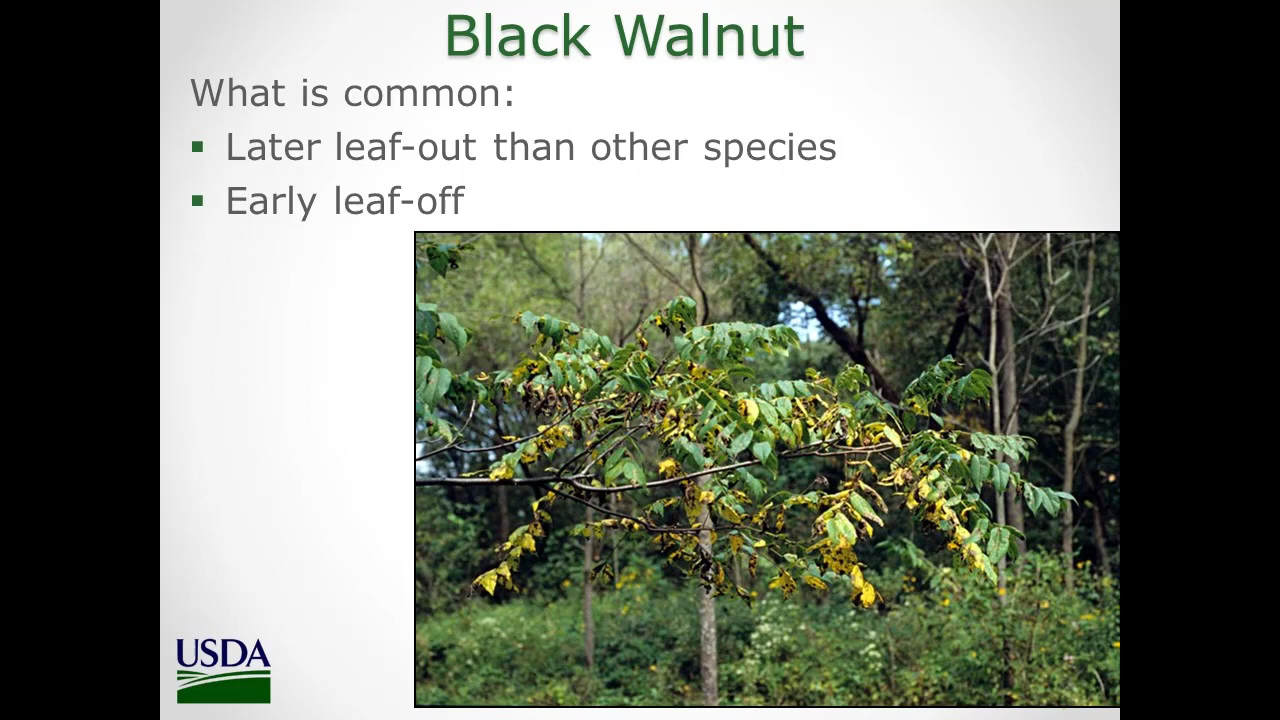 Black Walnut
What is common:
▪ Later leaf-out than other species
▪ Early leaf-off
USDA